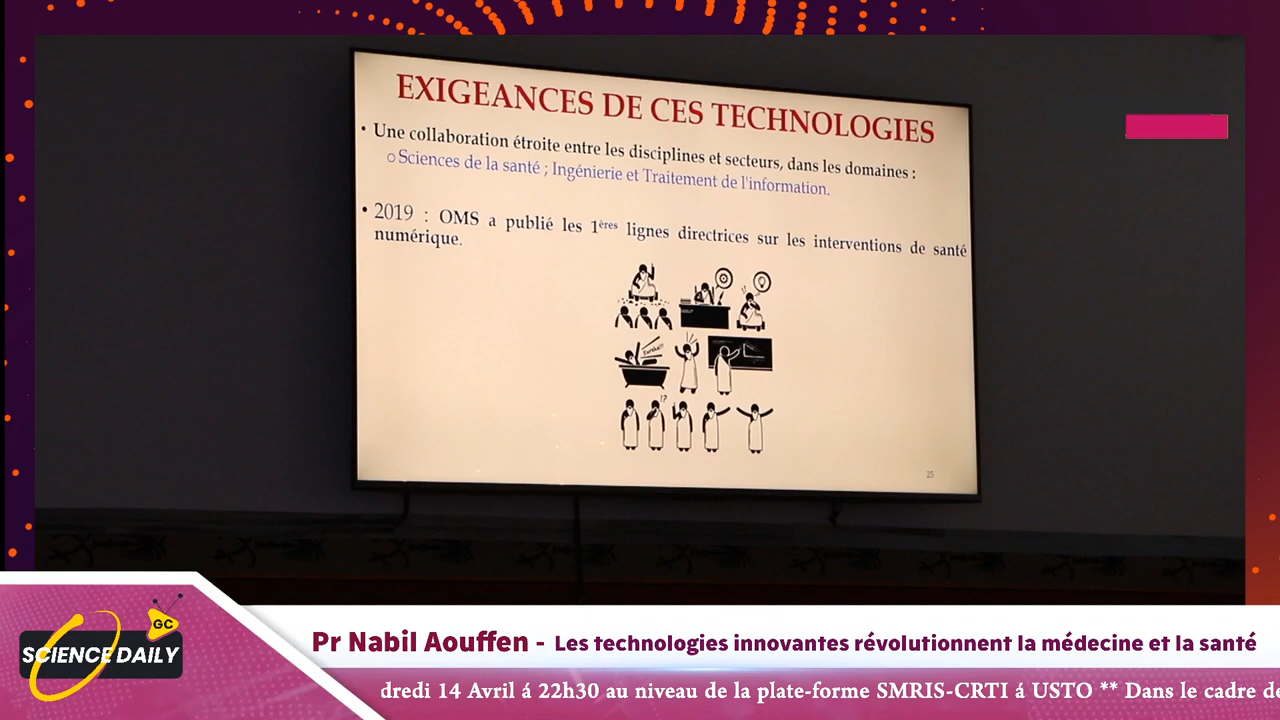 EXIGEANCES DE CES TECHNOLOGIES
• Une collaboration étroite entre les disciplines et secteurs, dans les domaines :
○ Sciences de la santé ; Ingénierie et Traitement de l'information.
• 2019 : OMS a publié les 1ères lignes directrices sur les interventions de santé
numérique.
Eureka!!
!?
25
GC
SCIENCE DAILY
Pr Nabil Aouffen - Les technologies innovantes révolutionnent la médecine et la santé
dredi 14 Avril á 22h30 au niveau de la plate-forme SMRIS-CRTI á USTO ** Dans le cadre de